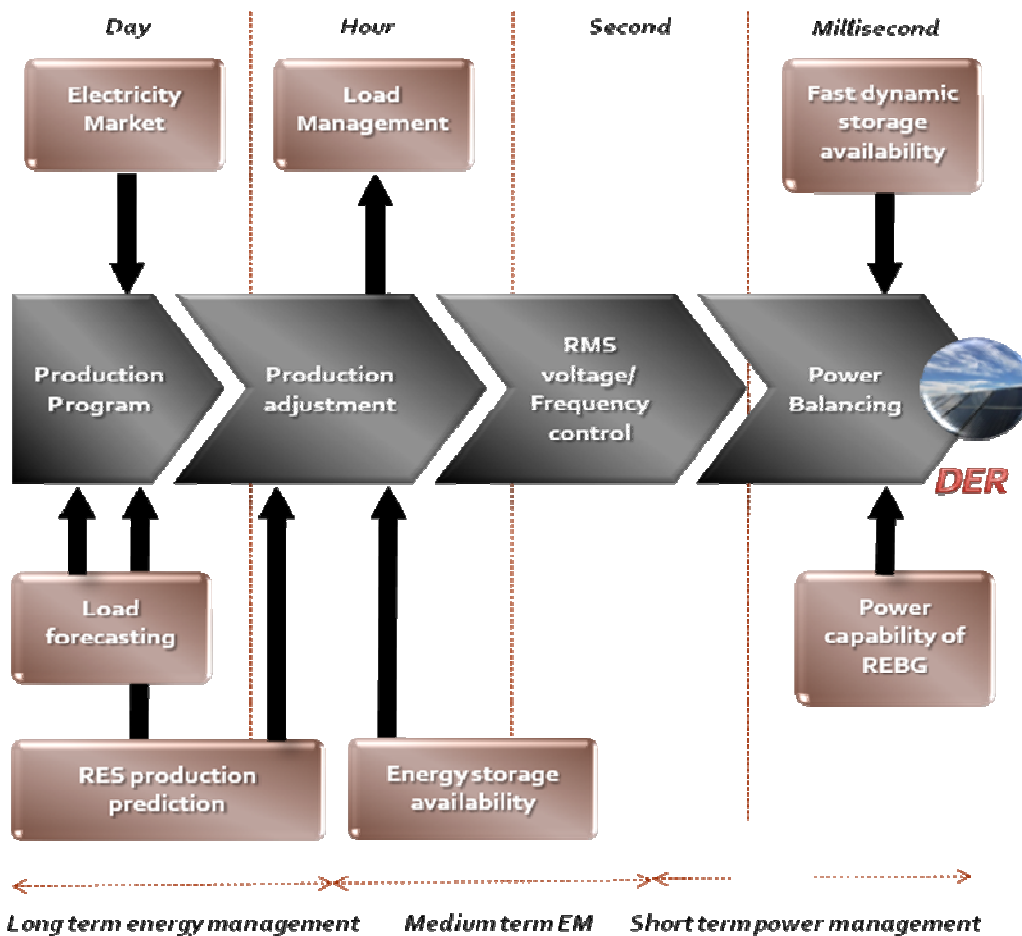 Day
Hour
Second
Millisecond
Electricity
Market
Load
Management
Fast dynamic
storage
availability
Production
Program
Production
adjustment
RMS
voltage/
Frequency
control
Power
Balancing
DER
Load
forecasting
Power
capability of
REBG
RES production
prediction
Energy storage
availability
Long term energy management
Medium term EM
Short term power management